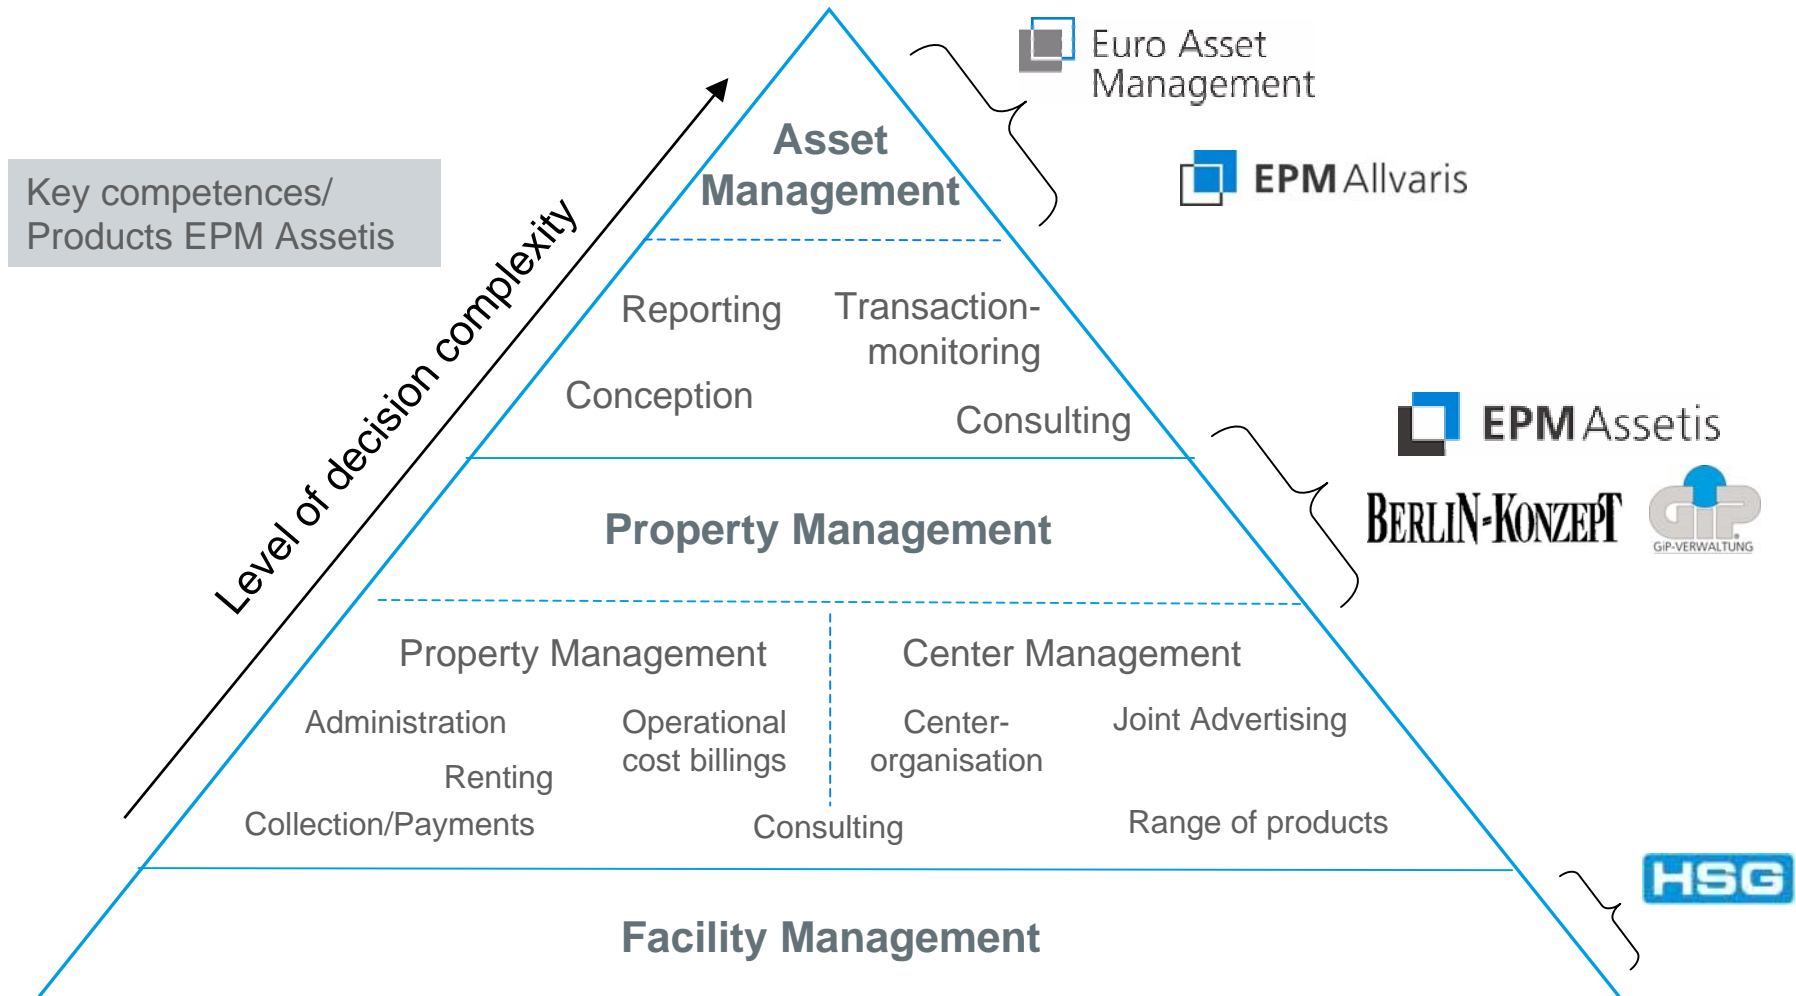 Euro Asset
Management
EPM Allvaris
Asset
Management
Key competences/
Products EPM Assetis
Level of decision complexity
Reporting
Transaction-
monitoring
Conception
Consulting
EPM Assetis
BERLIN-KONZEPT
GiP®
GiP-VERWALTUNG
Property Management
Property Management
Center Management
Administration
Operational
cost billings
Center-
organisation
Joint Advertising
Renting
Collection/Payments
Consulting
Range of products
HSG
Facility Management